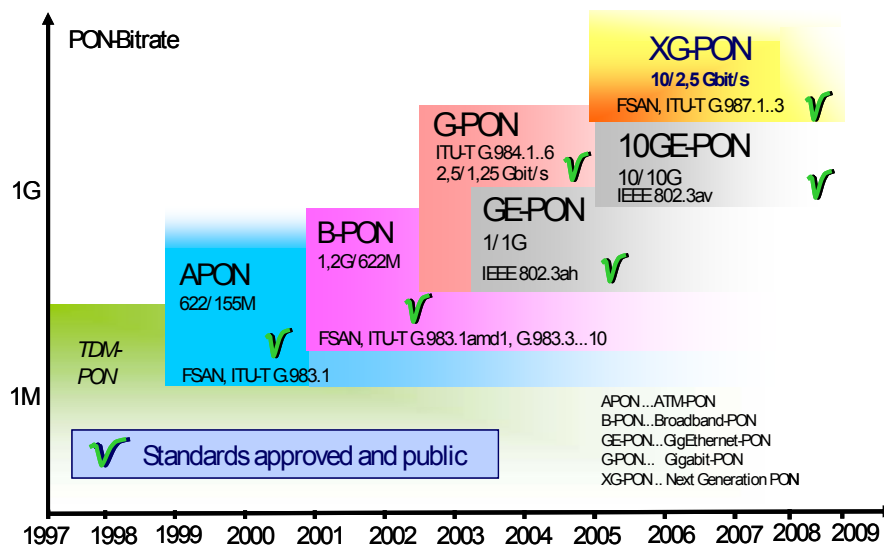 PON-Bitrate
XG-PON
10/2,5 Gbit/s
FSAN, ITU-T G.987.1..3
G-PON
ITU-T G.984.1..6
2,5/1,25 Gbit/s
10GE-PON
10/10G
IEEE 802.3av
1G
GE-PON
1/1G
IEEE 802.3ah
B-PON
1,2G/622M
FSAN, ITU-T G.983.1amd1, G.983.3...10
APON
622/155M
FSAN, ITU-T G.983.1
TDM-
PON
1M
APON...ATM-PON
B-PON...Broadband-PON
GE-PON...GigEthernet-PON
G-PON... Gigabit-PON
XG-PON.. Next Generation PON
Standards approved and public
1997 1998 1999 2000 2001 2002 2003 2004 2005 2006 2007 2008 2009